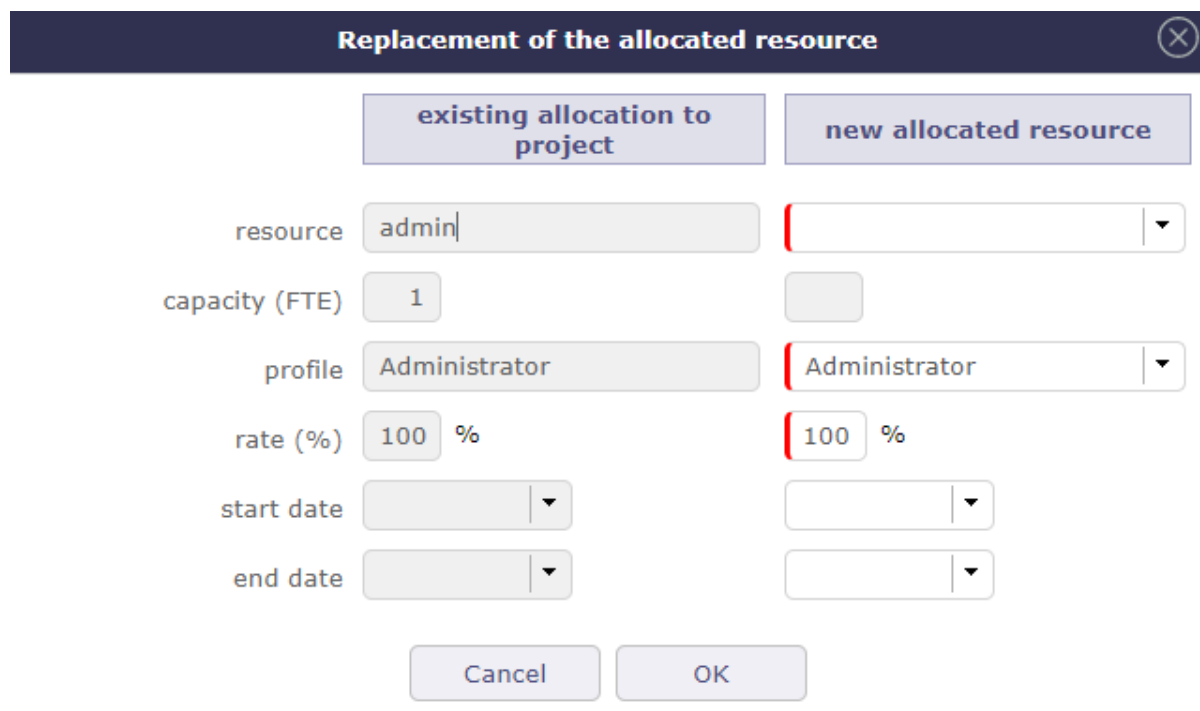 Replacement of the allocated resource
existing allocation to
project
new allocated resource
resource admin
capacity (FTE) 1
profile Administrator Administrator
rate (%) 100 % 100 %
start date
end date
Cancel OK